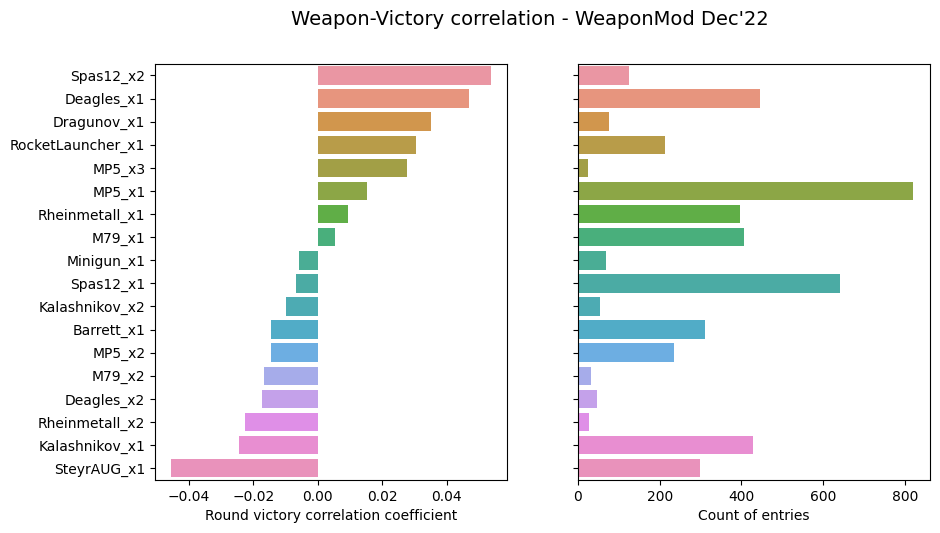 Weapon-Victory correlation - WeaponMod Dec'22
Spas12_x2
Deagles_x1
Dragunov_x1
RocketLauncher_x1
MP5_x3
MP5_x1
Rheinmetall_x1
M79_x1
Minigun_x1
Spas12_x1
Kalashnikov_x2
Barrett_x1
MP5_x2
M79_x2
Deagles_x2
Rheinmetall_x2
Kalashnikov_x1
SteyrAUG_x1
−0.04 −0.02 0.00 0.02 0.04
Round victory correlation coefficient
0 200 400 600 800
Count of entries